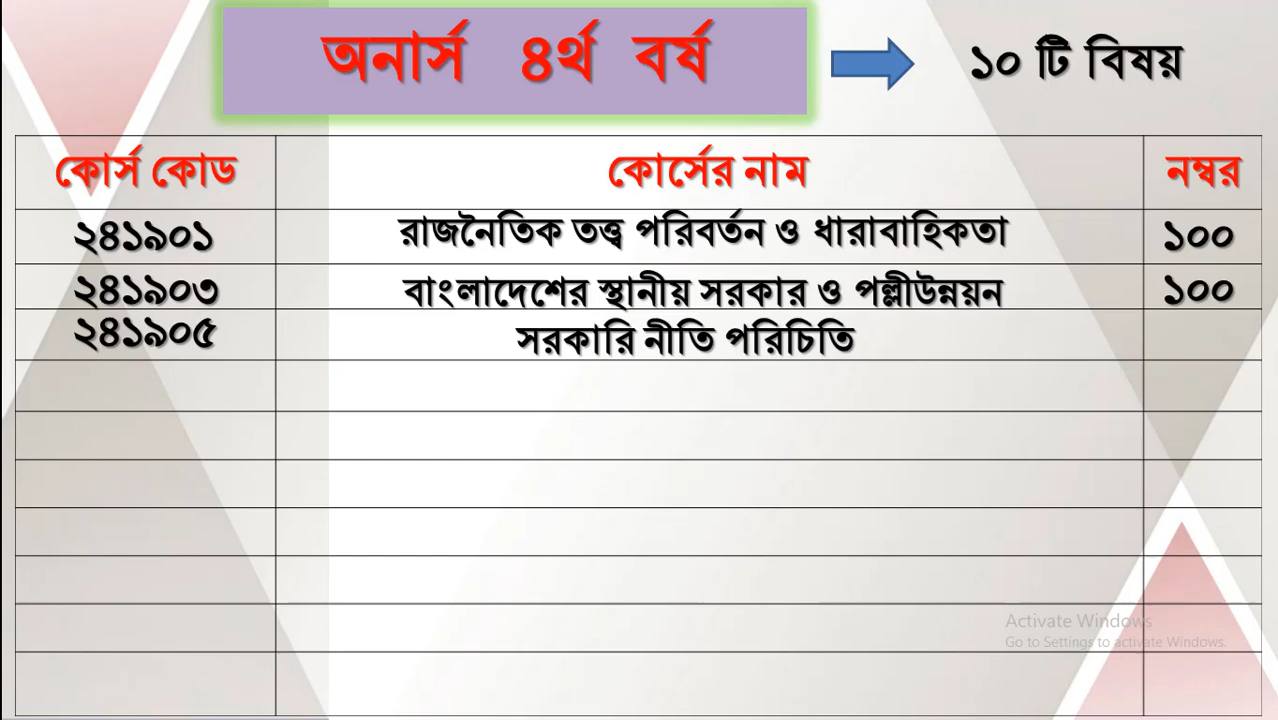 অনার্স ৪র্থ বর্ষ ১০ টি বিষয়
কোর্স কোড কোর্সের নাম নম্বর
২৪১৯০১ রাজনৈতিক তত্ত্ব পরিবর্তন ও ধারাবাহিকতা ১০০
২৪১৯০৩ বাংলাদেশের স্থানীয় সরকার ও পল্লীউন্নয়ন ১০০
২৪১৯০৫ সরকারি নীতি পরিচিতি
Activate Windows
Go to Settings to activate Windows.